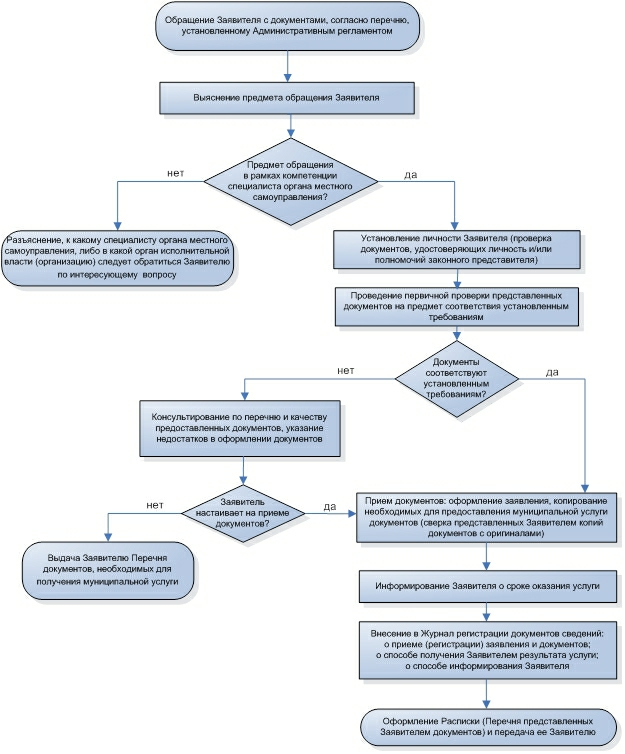 Обращение Заявителя с документами, согласно перечню,
установленному Административным регламентом
Выяснение предмета обращения Заявителя
Предмет обращения
в рамках компетенции
специалиста органа местного
самоуправления?
нет
да
Разъяснение, к какому специалисту органа местного
самоуправления, либо в какой орган исполнительной
власти (организацию) следует обратиться Заявителю
по интересующему вопросу
Установление личности Заявителя (проверка
документов, удостоверяющих личность и/или
полномочий законного представителя)
Проведение первичной проверки представленных
документов на предмет соответствия установленным
требованиям
Документы
соответствуют
установленным
требованиям?
нет
да
Консультирование по перечню и качеству
предоставленных документов, указание
недостатков в оформлении документов
Заявитель
настаивает на приеме
документов?
нет
да
Прием документов: оформление заявления, копирование
необходимых для предоставления муниципальной услуги
документов (сверка представленных Заявителем копий
документов с оригиналами)
Выдача Заявителю Перечня
документов, необходимых для
получения муниципальной услуги
Информирование Заявителя о сроке оказания услуги
Внесение в Журнал регистрации документов сведений:
о приеме (регистрации) заявления и документов;
о способе получения Заявителем результата услуги;
о способе информирования Заявителя
Оформление Расписки (Перечня представленных
Заявителем документов) и передача ее Заявителю